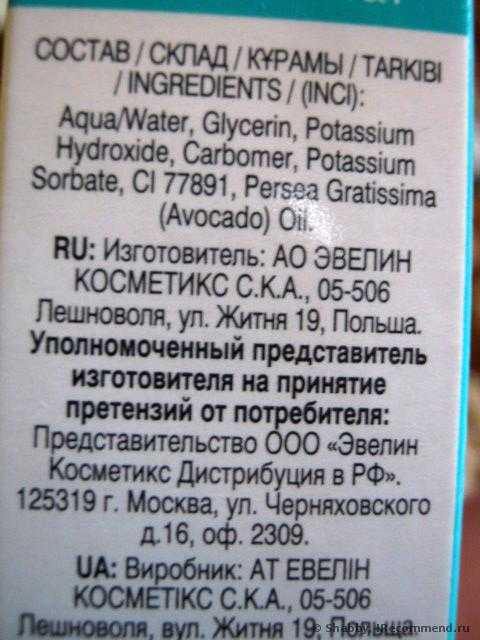 СОСТАВ / СКЛАД / ҚҰРАМЫ / TARKIBI
/ INGREDIENTS / (INCI):
Aqua/Water, Glycerin, Potassium
Hydroxide, Carbomer, Potassium
Sorbate, CI 77891, Persea Gratissima
(Avocado) Oil.
RU: Изготовитель: АО ЭВЕЛИН
КОСМЕТИКС С.К.А., 05-506
Лешноволя, ул. Житня 19, Польша.
Уполномоченный представитель
изготовителя на принятие
претензий от потребителя:
Представительство ООО «Эвелин
Косметикс Дистрибуция в РФ».
125319 г. Москва, ул. Черняховского
д.16, оф. 2309.
UA: Виробник: АТ ЕВЕЛІН
КОСМЕТІКС С.К.А., 05-506
Лешноволя, вул. Житня 19
© Shabby, IRecommend.ru